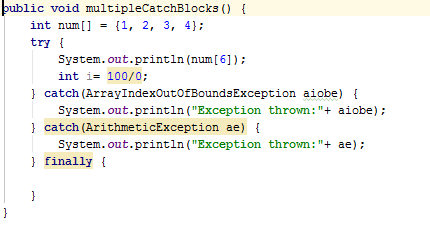 public void multipleCatchBlocks() {
int num[] = {1, 2, 3, 4};
try {
System.out.println(num[6]);
int i= 100/0;
} catch(ArrayIndexOutOfBoundsException aiobe) {
System.out.println("Exception thrown:"+ aiobe);
} catch(ArithmeticException ae) {
System.out.println("Exception thrown:"+ ae);
} finally {
}
}